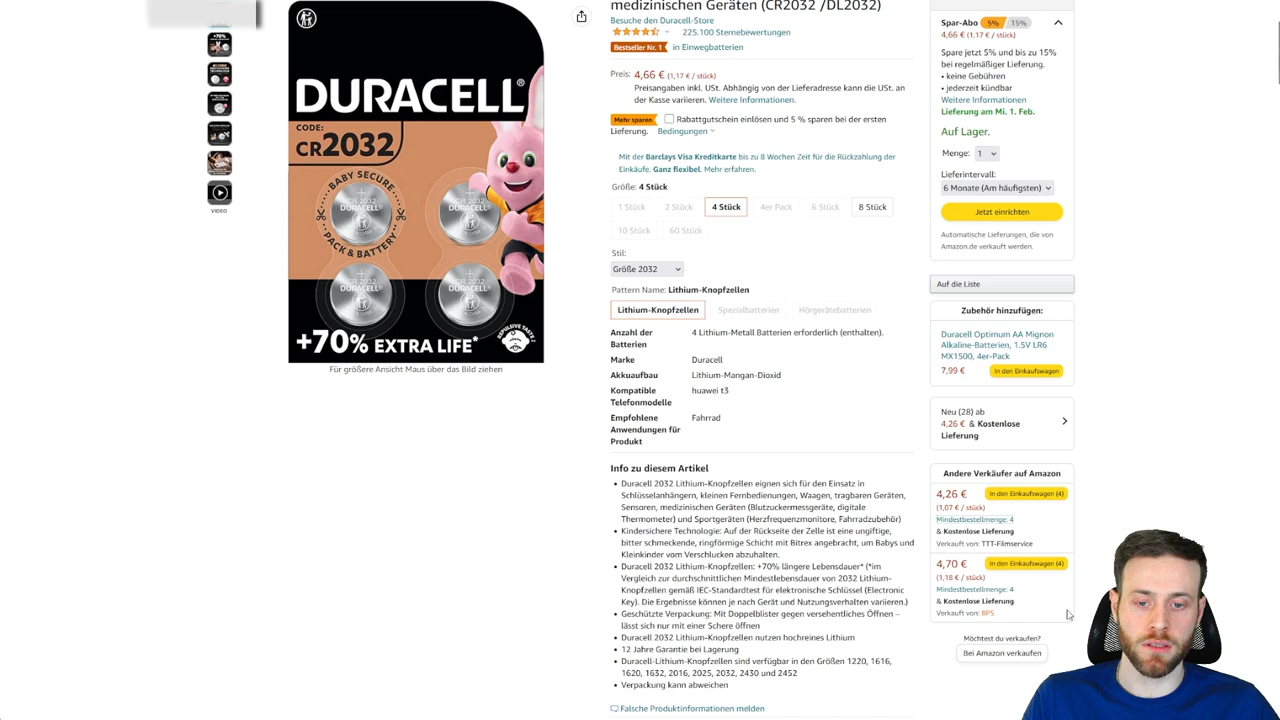 DURACELL®
CODE:
CR2032
BABY SECURE
PACK & BATTERY
CR 2032
DURACELL
CR 2032
DURACELL
CR 2032
DURACELL
CR 2032
DURACELL
+70% EXTRA LIFE*
REPULSIVE TASTE!
Für größere Ansicht Maus über das Bild ziehen
VIDEO
medizinischen Geräten (CR2032 /DL2032)
Besuche den Duracell-Store
225.100 Sternebewertungen
Bestseller Nr. 1 in Einwegbatterien
Preis: 4,66 € (1,17 € / stück)
Preisangaben inkl. USt. Abhängig von der Lieferadresse kann die USt. an
der Kasse variieren. Weitere Informationen.
Mehr sparen Rabattgutschein einlösen und 5 % sparen bei der ersten
Lieferung. Bedingungen
Mit der Barclays Visa Kreditkarte bis zu 8 Wochen Zeit für die Rückzahlung der
Einkäufe. Ganz flexibel. Mehr erfahren.
Größe: 4 Stück
1 Stück 2 Stück 4 Stück 4er Pack 6 Stück 8 Stück
10 Stück 60 Stück
Stil:
Größe 2032
Pattern Name: Lithium-Knopfzellen
Lithium-Knopfzellen Spezialbatterien Hörgerätebatterien
Anzahl der 4 Lithium-Metall Batterien erforderlich (enthalten).
Batterien
Marke Duracell
Akkuaufbau Lithium-Mangan-Dioxid
Kompatible huawei t3
Telefonmodelle
Empfohlene Fahrrad
Anwendungen für
Produkt
Info zu diesem Artikel
• Duracell 2032 Lithium-Knopfzellen eignen sich für den Einsatz in
Schlüsselanhängern, kleinen Fernbedienungen, Waagen, tragbaren Geräten,
Sensoren, medizinischen Geräten (Blutzuckermessgeräte, digitale
Thermometer) und Sportgeräten (Herzfrequenzmonitore, Fahrradzubehör)
• Kindersichere Technologie: Auf der Rückseite der Zelle ist eine ungiftige,
bitter schmeckende, ringförmige Schicht mit Bitrex angebracht, um Babys und
Kleinkinder vom Verschlucken abzuhalten.
• Duracell 2032 Lithium-Knopfzellen: +70% längere Lebensdauer* (*im
Vergleich zur durchschnittlichen Mindestlebensdauer von 2032 Lithium-
Knopfzellen gemäß IEC-Standardtest für elektronische Schlüssel (Electronic
Key). Die Ergebnisse können je nach Gerät und Nutzungsverhalten variieren.)
• Geschützte Verpackung: Mit Doppelblister gegen versehentliches Öffnen –
lässt sich nur mit einer Schere öffnen
• Duracell 2032 Lithium-Knopfzellen nutzen hochreines Lithium
• 12 Jahre Garantie bei Lagerung
• Duracell-Lithium-Knopfzellen sind verfügbar in den Größen 1220, 1616,
1620, 1632, 2016, 2025, 2032, 2430 und 2452
• Verpackung kann abweichen
Falsche Produktinformationen melden
Spar-Abo 5% 15%
4,66 € (1,17 € / stück)
Spare jetzt 5% und bis zu 15%
bei regelmäßiger Lieferung.
• keine Gebühren
• jederzeit kündbar
Weitere Informationen
Lieferung am Mi. 1. Feb.
Auf Lager.
Menge: 1
Lieferintervall:
6 Monate (Am häufigsten)
Jetzt einrichten
Automatische Lieferungen, die von
Amazon.de verkauft werden.
Auf die Liste
Zubehör hinzufügen:
Duracell Optimum AA Mignon
Alkaline-Batterien, 1.5V LR6
MX1500, 4er-Pack
7,99 € In den Einkaufswagen
Neu (28) ab
4,26 € & Kostenlose
Lieferung
Andere Verkäufer auf Amazon
4,26 € In den Einkaufswagen (4)
(1,07 € / stück)
Mindestbestellmenge: 4
& Kostenlose Lieferung
Verkauft von: TTT-Filmservice
4,70 € In den Einkaufswagen (4)
(1,18 € / stück)
Mindestbestellmenge: 4
& Kostenlose Lieferung
Verkauft von: BPS
Möchtest du verkaufen?
Bei Amazon verkaufen